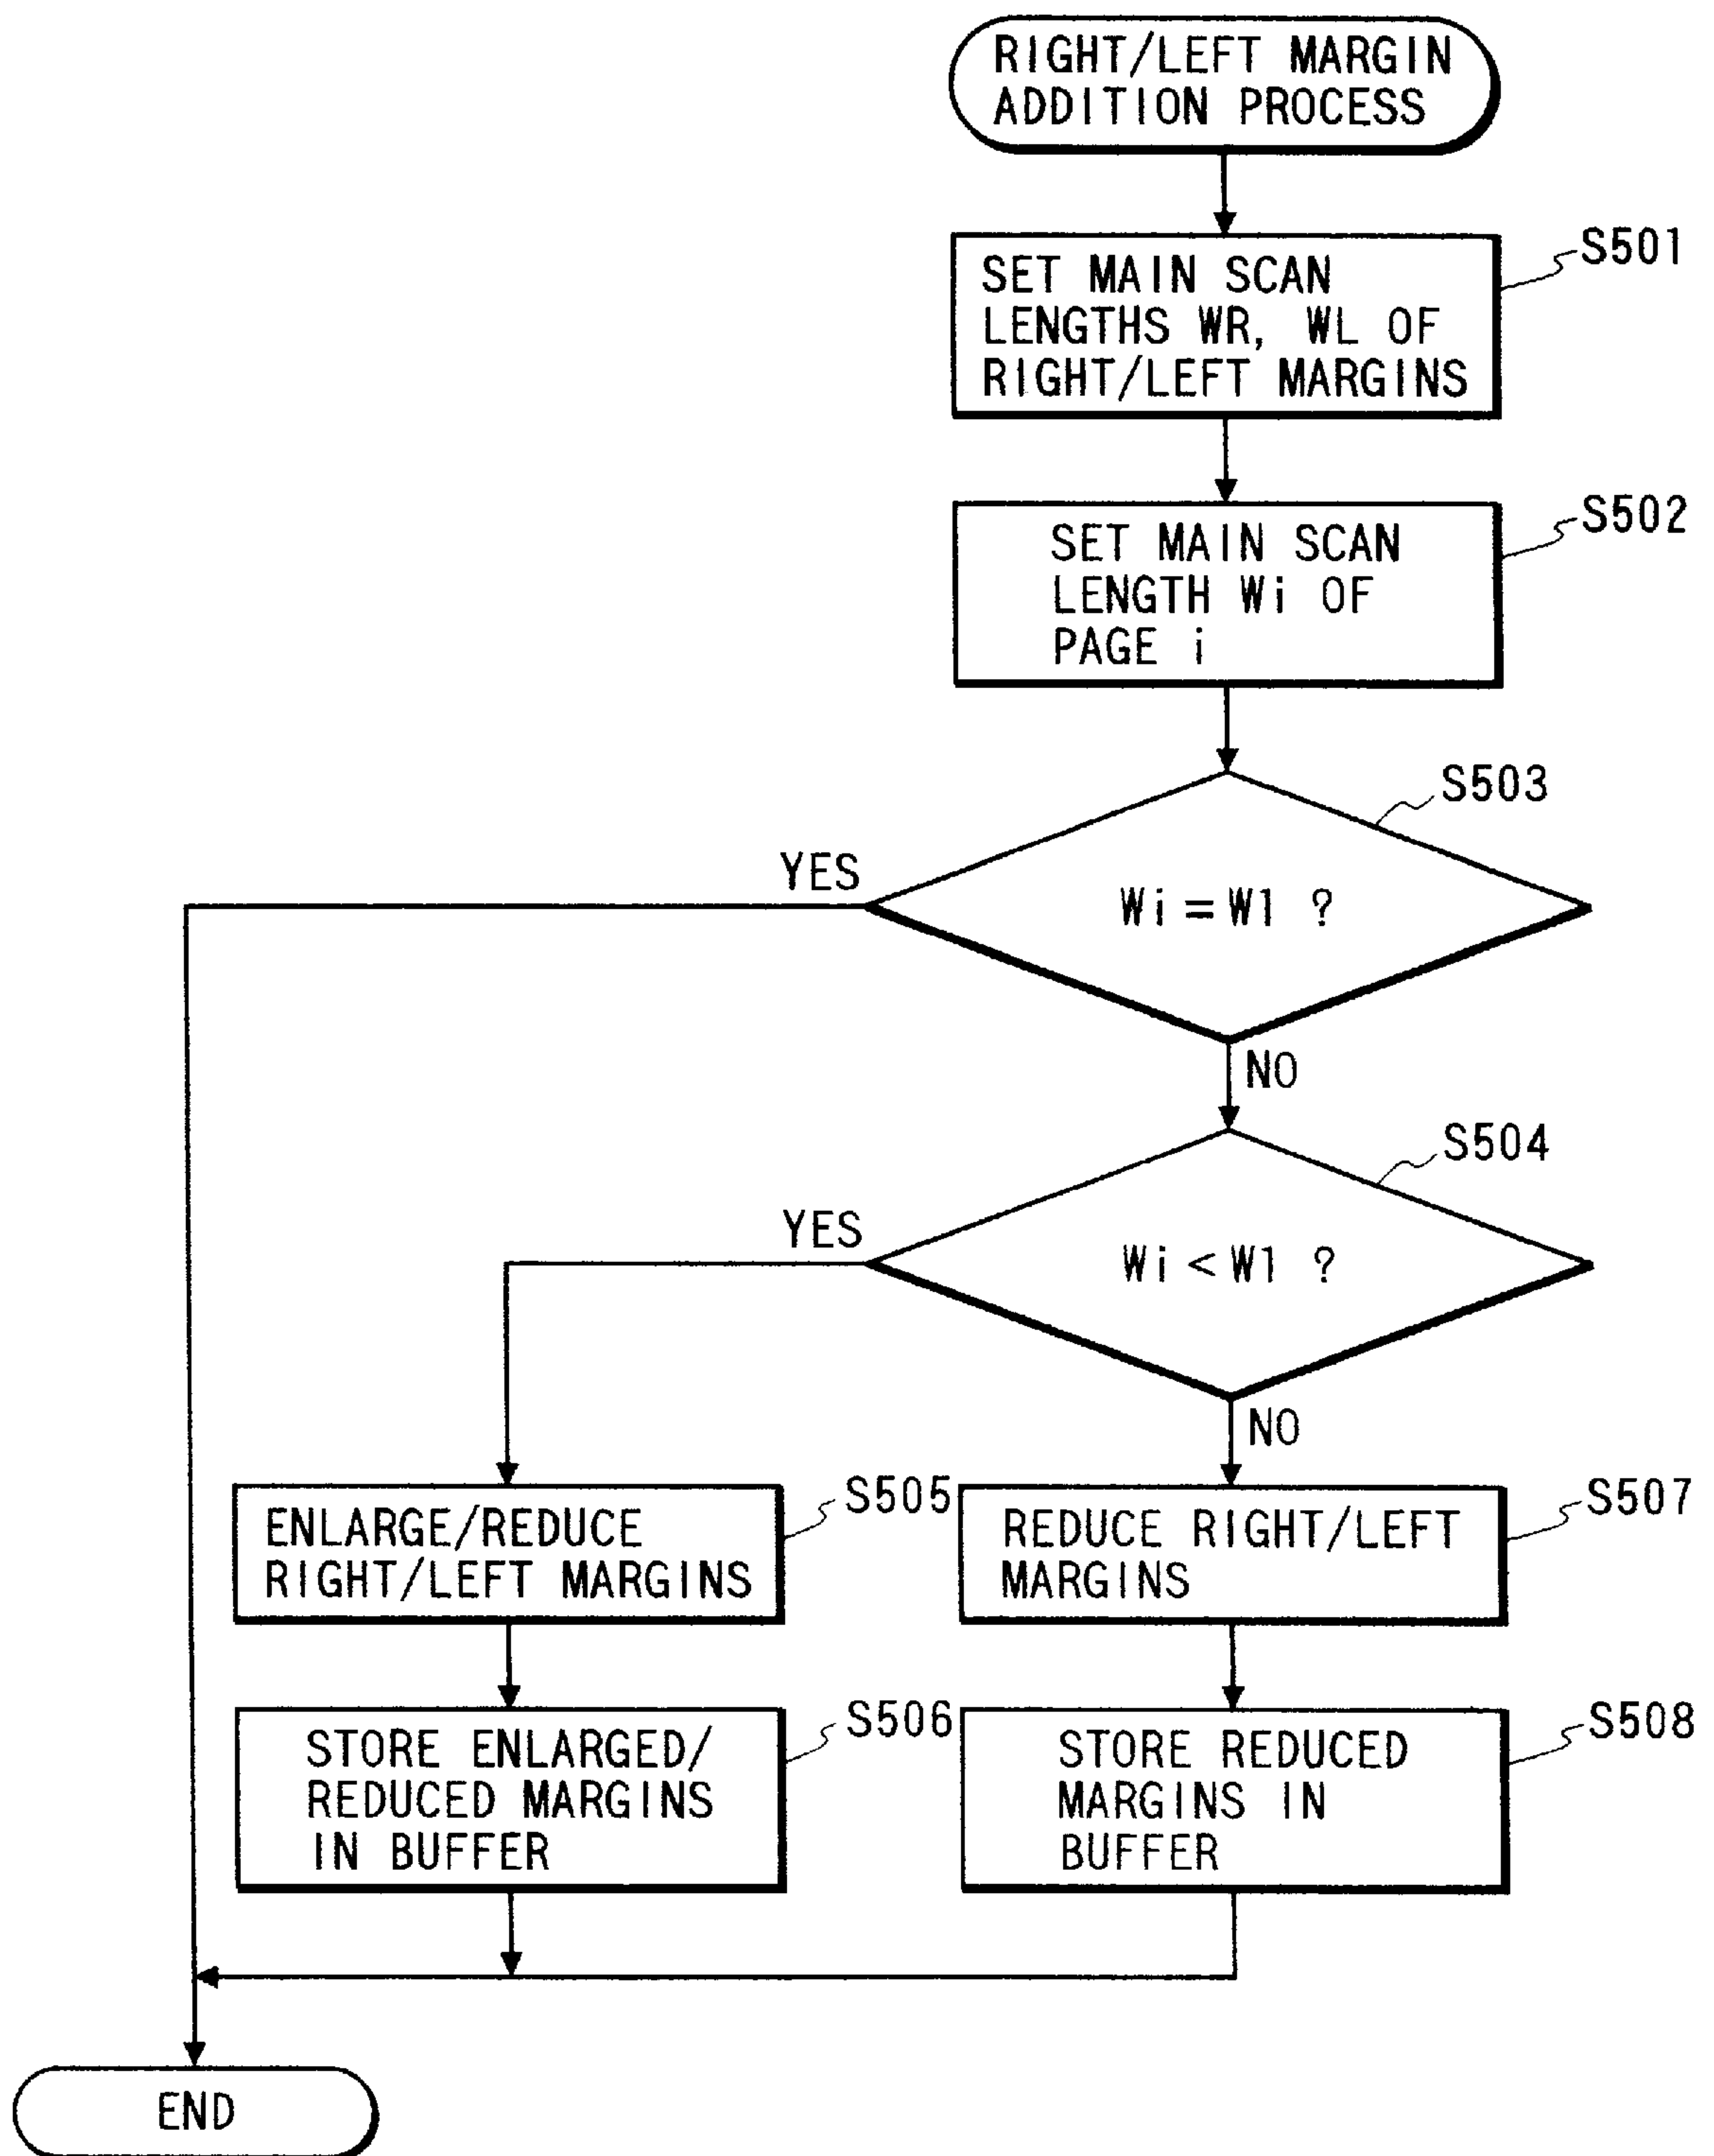 RIGHT/LEFT MARGIN
ADDITION PROCESS
S501
SET MAIN SCAN
LENGTHS WR, WL OF
RIGHT/LEFT MARGINS
S502
SET MAIN SCAN
LENGTH Wi OF
PAGE i
S503
YES
Wi=W1 ?
NO
S504
YES
Wi<W1 ?
NO
S505
ENLARGE/REDUCE
RIGHT/LEFT MARGINS
S507
REDUCE RIGHT/LEFT
MARGINS
S506
STORE ENLARGED/
REDUCED MARGINS
IN BUFFER
S508
STORE REDUCED
MARGINS IN
BUFFER
END